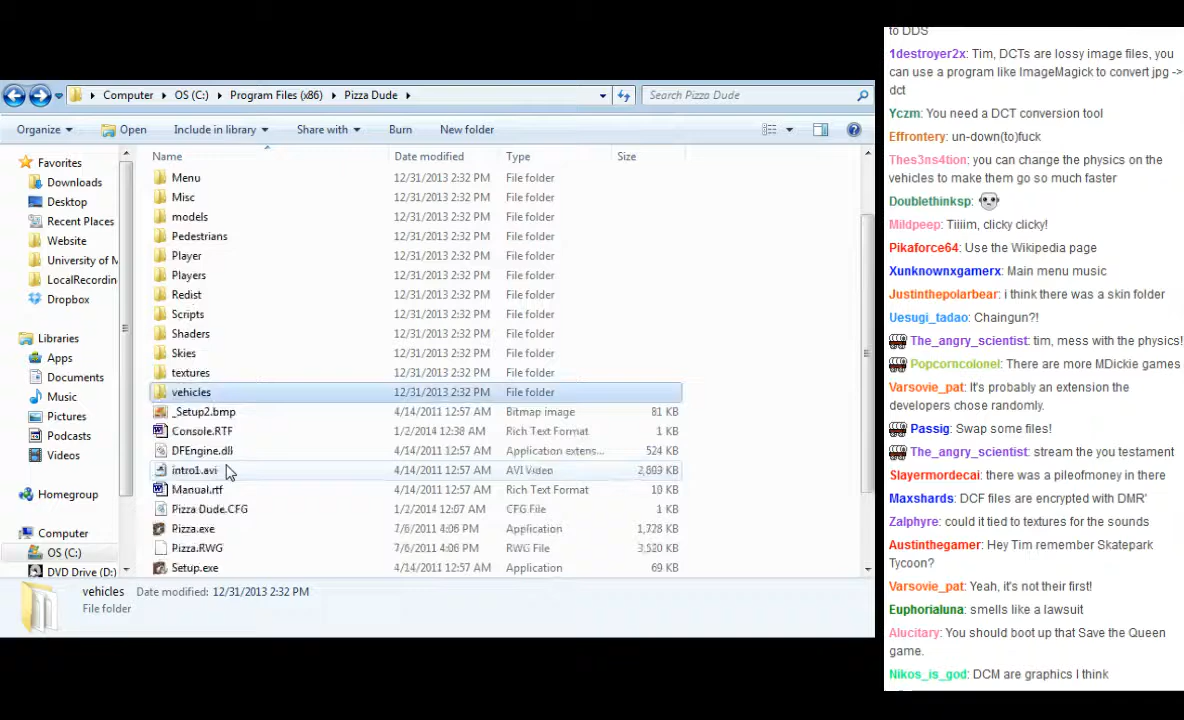 Computer ▸ OS (C:) ▸ Program Files (x86) ▸ Pizza Dude ▸
Search Pizza Dude
Organize Open Include in library Share with Burn New folder
Name Date modified Type Size
Favorites
Downloads
Desktop
Recent Places
Website
University of M
LocalRecordin
Dropbox
Libraries
Apps
Documents
Music
Pictures
Podcasts
Videos
Homegroup
Computer
OS (C:)
DVD Drive (D:)
Menu 12/31/2013 2:32 PM File folder
Misc 12/31/2013 2:32 PM File folder
models 12/31/2013 2:32 PM File folder
Pedestrians 12/31/2013 2:32 PM File folder
Player 12/31/2013 2:32 PM File folder
Players 12/31/2013 2:32 PM File folder
Redist 12/31/2013 2:32 PM File folder
Scripts 12/31/2013 2:32 PM File folder
Shaders 12/31/2013 2:32 PM File folder
Skies 12/31/2013 2:32 PM File folder
textures 12/31/2013 2:32 PM File folder
vehicles 12/31/2013 2:32 PM File folder
_Setup2.bmp 4/14/2011 12:57 AM Bitmap image 81 KB
Console.RTF 1/2/2014 12:38 AM Rich Text Format 1 KB
DFEngine.dll 4/14/2011 12:57 AM Application extens... 524 KB
intro1.avi 4/14/2011 12:57 AM AVI Video 2,809 KB
Manual.rtf 4/14/2011 12:57 AM Rich Text Format 10 KB
Pizza Dude.CFG 1/2/2014 12:07 AM CFG File 1 KB
Pizza.exe 7/6/2011 4:06 PM Application 1,728 KB
Pizza.RWG 7/6/2011 4:06 PM RWG File 3,520 KB
Setup.exe 4/14/2011 12:57 AM Application 69 KB
vehicles Date modified: 12/31/2013 2:32 PM
File folder
to DDS
1destroyer2x: Tim, DCTs are lossy image files, you
can use a program like ImageMagick to convert jpg ->
dct
Yczm: You need a DCT conversion tool
Effrontery: un-down(to)fuck
Thes3ns4tion: you can change the physics on the
vehicles to make them go so much faster
Doublethinksp:
Mildpeep: Tiiiim, clicky clicky!
Pikaforce64: Use the Wikipedia page
Xunknownxgamerx: Main menu music
Justinthepolarbear: i think there was a skin folder
Uesugi_tadao: Chaingun?!
The_angry_scientist: tim, mess with the physics!
Popcorncolonel: There are more MDickie games
Varsovie_pat: It's probably an extension the
developers chose randomly.
Passig: Swap some files!
The_angry_scientist: stream the you testament
Slayermordecai: there was a pileofmoney in there
Maxshards: DCF files are encrypted with DMR'
Zalphyre: could it tied to textures for the sounds
Austinthegamer: Hey Tim remember Skatepark
Tycoon?
Varsovie_pat: Yeah, it's not their first!
Euphorialuna: smells like a lawsuit
Alucitary: You should boot up that Save the Queen
game.
Nikos_is_god: DCM are graphics I think